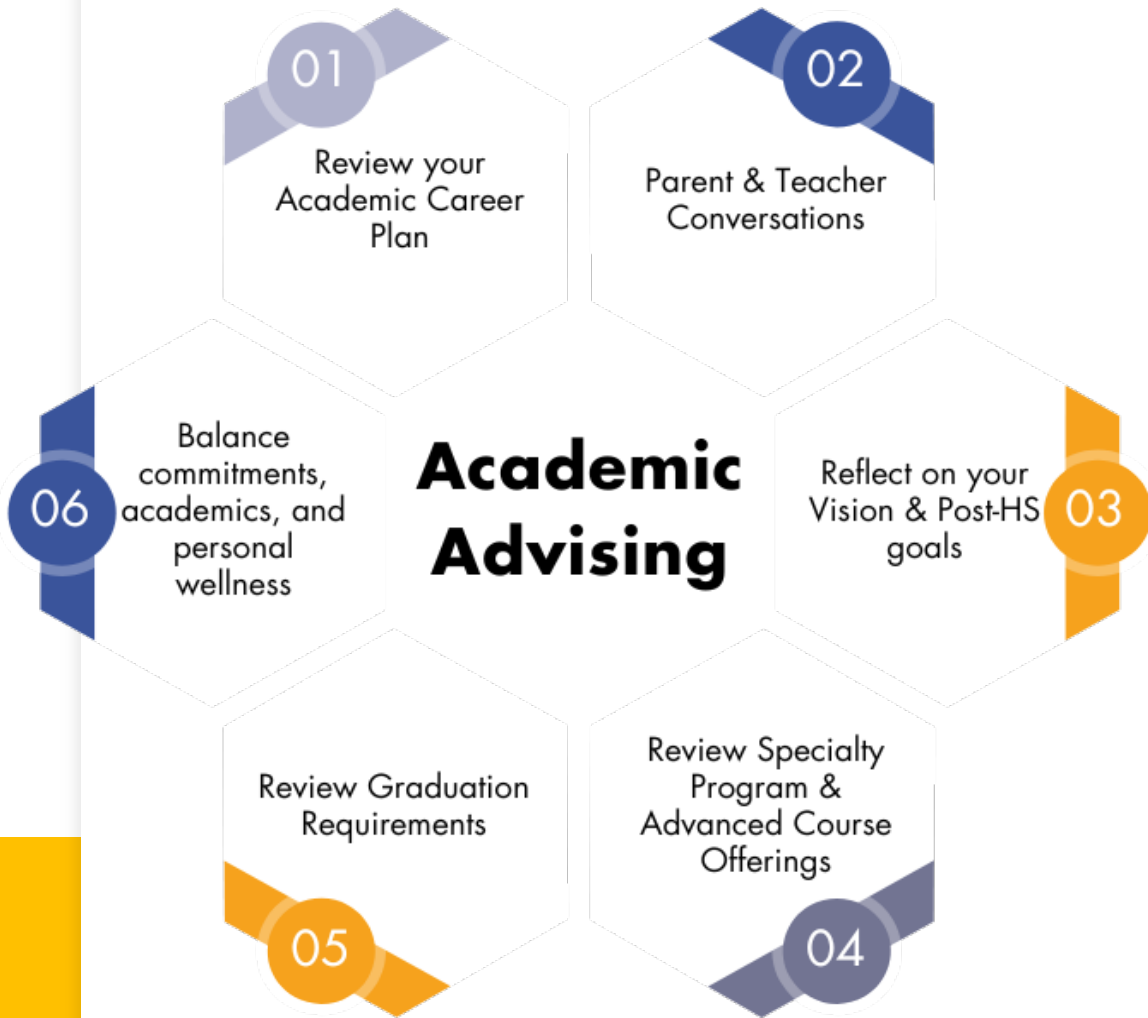 01
Review your
Academic Career
Plan
02
Parent & Teacher
Conversations
Academic
Advising
03
Reflect on your
Vision & Post-HS
goals
04
Review Specialty
Program &
Advanced Course
Offerings
05
Review Graduation
Requirements
06
Balance
commitments,
academics, and
personal
wellness